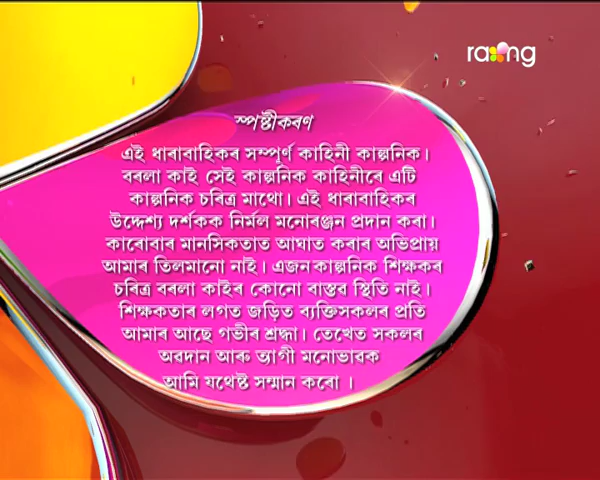 rang
স্পষ্টীকৰণ
এই ধাৰাবাহিকৰ সম্পূৰ্ণ কাহিনী কাল্পনিক।
বৰলা কাই সেই কাল্পনিক কাহিনীৰে এটি
কাল্পনিক চৰিত্ৰ মাথো। এই ধাৰাবাহিকৰ
উদ্দেশ্য দৰ্শকক নিৰ্মল মনোৰঞ্জন প্ৰদান কৰা।
কাৰোবাৰ মানসিকতাত আঘাত কৰাৰ অভিপ্ৰায়
আমাৰ তিলমানো নাই। এজন কাল্পনিক শিক্ষকৰ
চৰিত্ৰ বৰলা কাইৰ কোনো বাস্তৱ স্থিতি নাই।
শিক্ষকতাৰ লগত জড়িত ব্যক্তিসকলৰ প্ৰতি
আমাৰ আছে গভীৰ শ্ৰদ্ধা। তেখেত সকলৰ
অৱদান আৰু ত্যাগী মনোভাৱক
আমি যথেষ্ট সন্মান কৰো ।